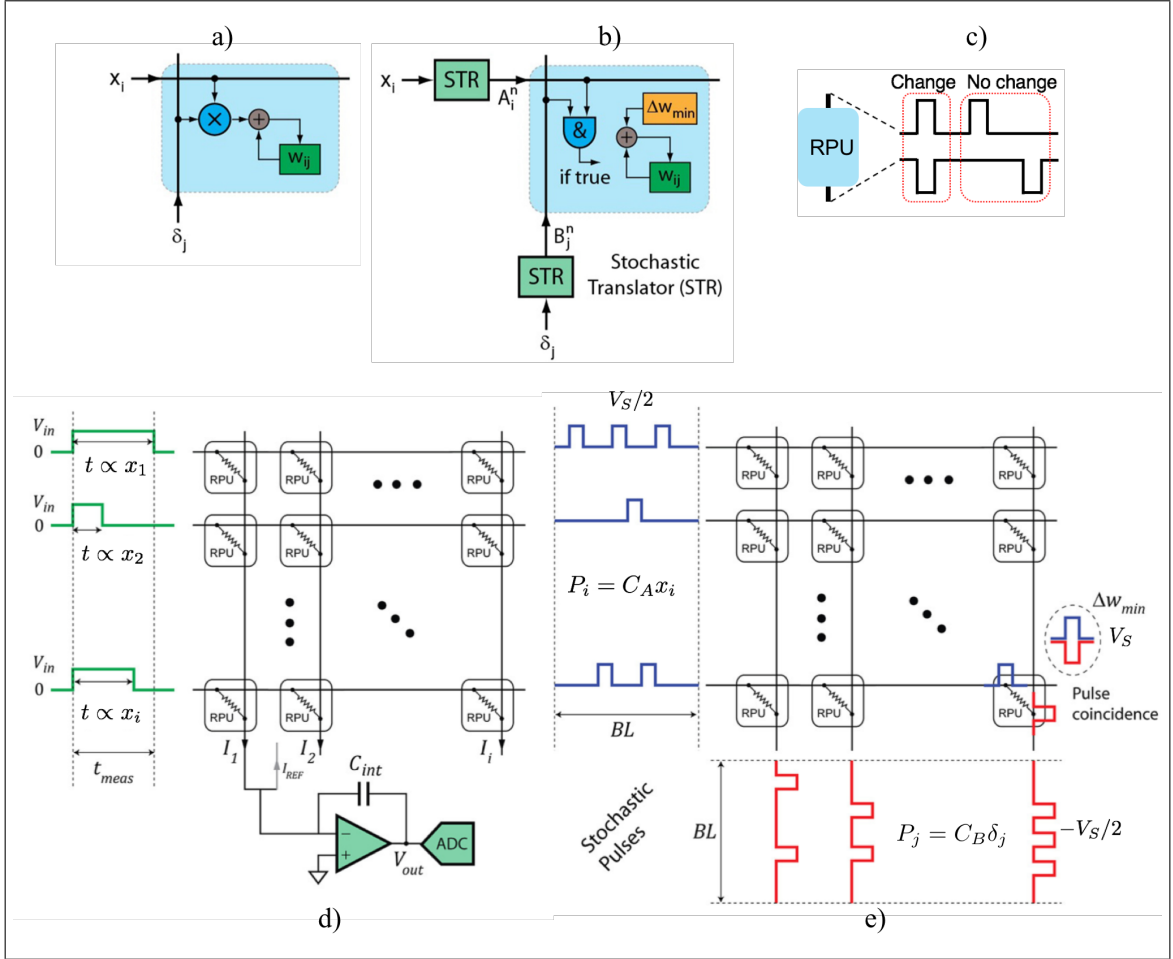 a)
b)
c)
x_i
δ_j
w_ij
x_i
STR
A_i^n
Δw_min
&
if true
w_ij
B_j^n
STR
Stochastic
Translator (STR)
δ_j
Change
No change
RPU
V_in
0
t ∝ x_1
V_in
0
t ∝ x_2
V_in
0
t ∝ x_i
t_meas
RPU
RPU
RPU
RPU
RPU
RPU
RPU
RPU
RPU
I_1
I_2
I_i
I_REF
C_int
−
+
V_out
ADC
d)
V_S/2
P_i = C_A x_i
BL
RPU
RPU
RPU
RPU
RPU
RPU
RPU
RPU
RPU
Δw_min
V_S
Pulse
coincidence
Stochastic
Pulses
BL
P_j = C_B δ_j
−V_S/2
e)